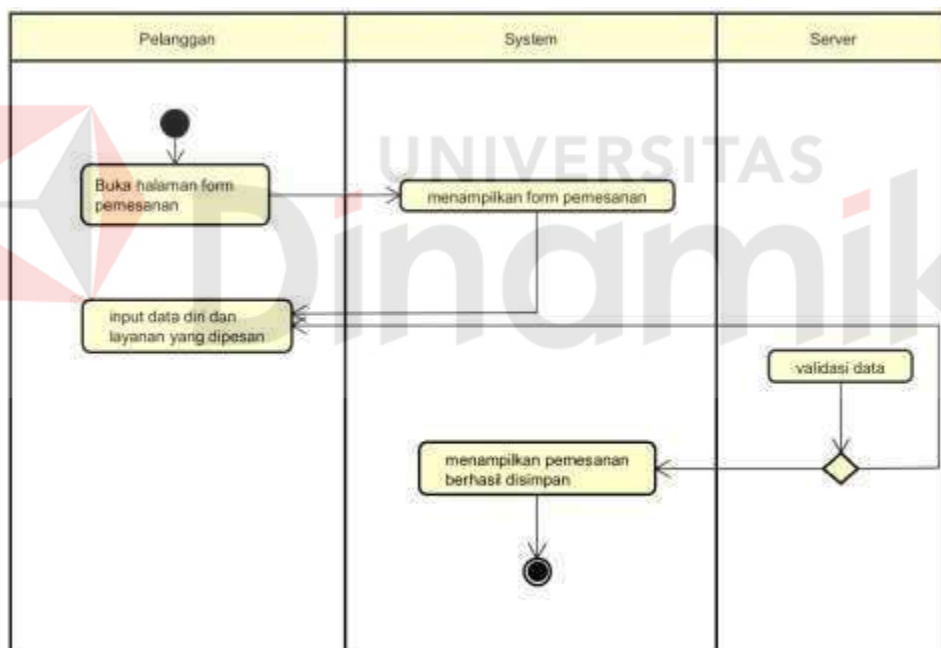 Pelanggan
System
Server
UNIVERSITAS
Dinamik
Buka halaman form
pemesanan
menampilkan form pemesanan
input data diri dan
layanan yang dipesan
validasi data
menampilkan pemesanan
berhasil disimpan